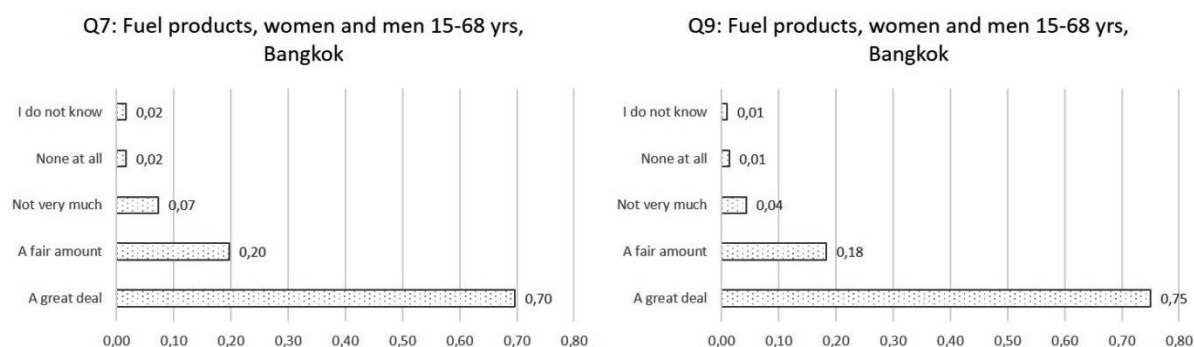 Q7: Fuel products, women and men 15-68 yrs,
Bangkok
I do not know 0,02
None at all 0,02
Not very much 0,07
A fair amount 0,20
A great deal 0,70
0,00 0,10 0,20 0,30 0,40 0,50 0,60 0,70 0,80
Q9: Fuel products, women and men 15-68 yrs,
Bangkok
I do not know 0,01
None at all 0,01
Not very much 0,04
A fair amount 0,18
A great deal 0,75
0,00 0,10 0,20 0,30 0,40 0,50 0,60 0,70 0,80